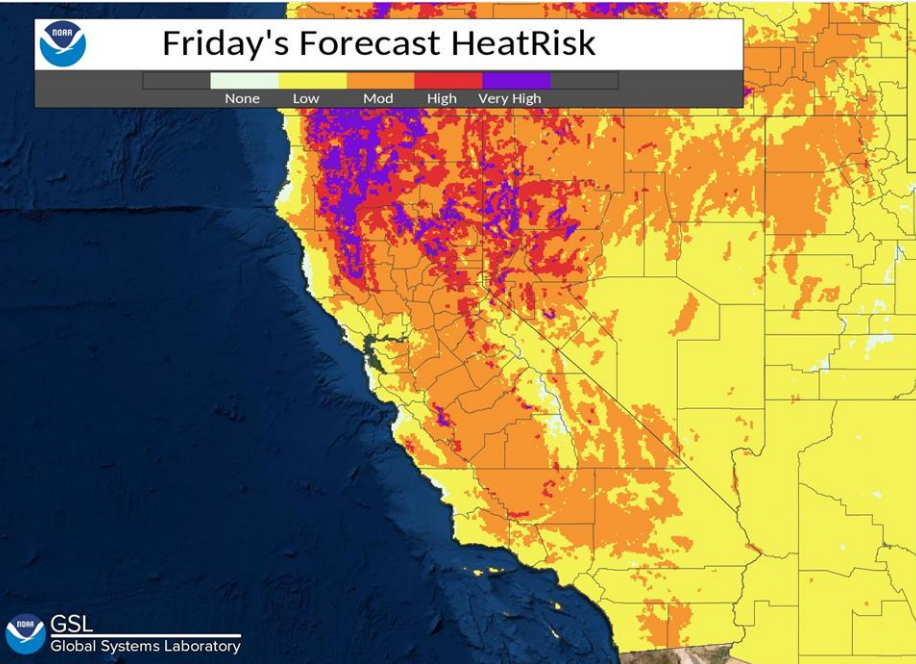 NOAA
Friday's Forecast HeatRisk
None Low Mod High Very High
NOAA
GSL
Global Systems Laboratory